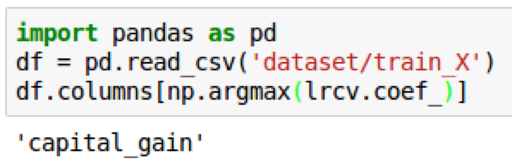 import pandas as pd
df = pd.read_csv('dataset/train_X')
df.columns[np.argmax(lrcv.coef_)]
'capital_gain'